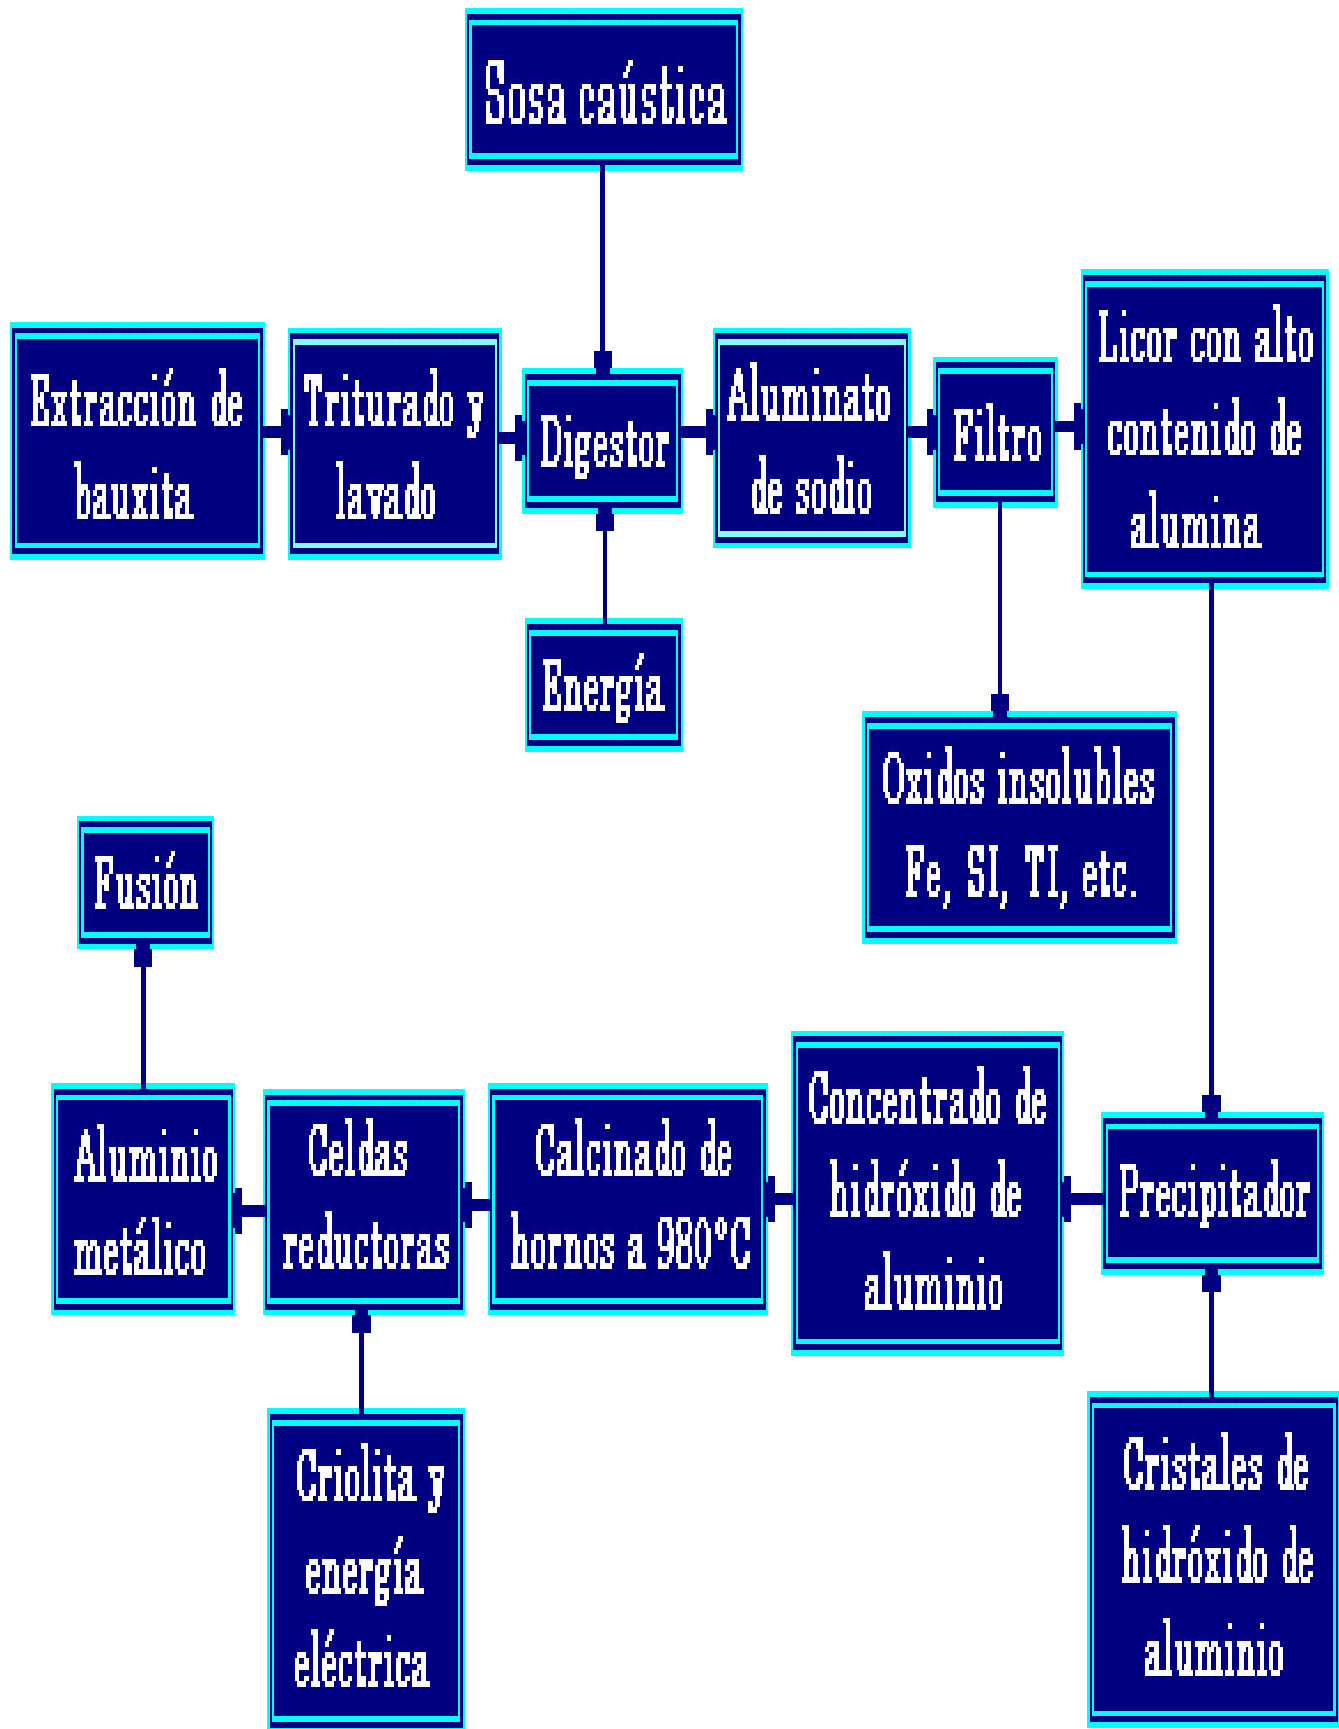 Sosa caústica
Extracción de
bauxita
Triturado y
lavado
Digestor
Aluminato
de sodio
Filtro
Licor con alto
contenido de
alumina
Energía
Oxidos insolubles
Fe, SI, TI, etc.
Fusión
Aluminio
metálico
Celdas
reductoras
Calcinado de
hornos a 980°C
Concentrado de
hidróxido de
aluminio
Precipitador
Criolita y
energía
eléctrica
Cristales de
hidróxido de
aluminio